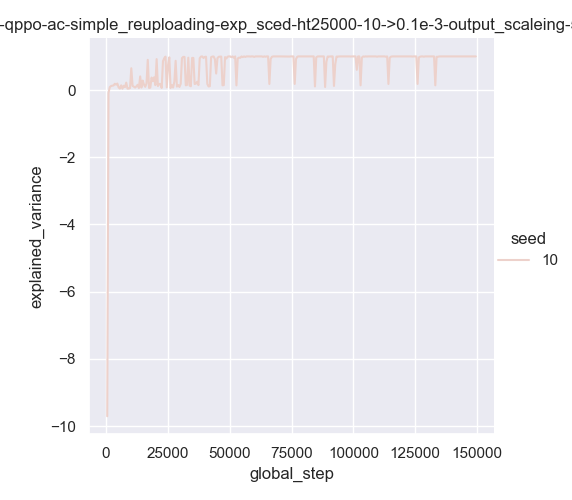 -qppo-ac-simple_reuploading-exp_sced-ht25000-10->0.1e-3-output_scaleing-s
explained_variance
0
−2
−4
−6
−8
−10
0 25000 50000 75000 100000 125000 150000
global_step
seed
10